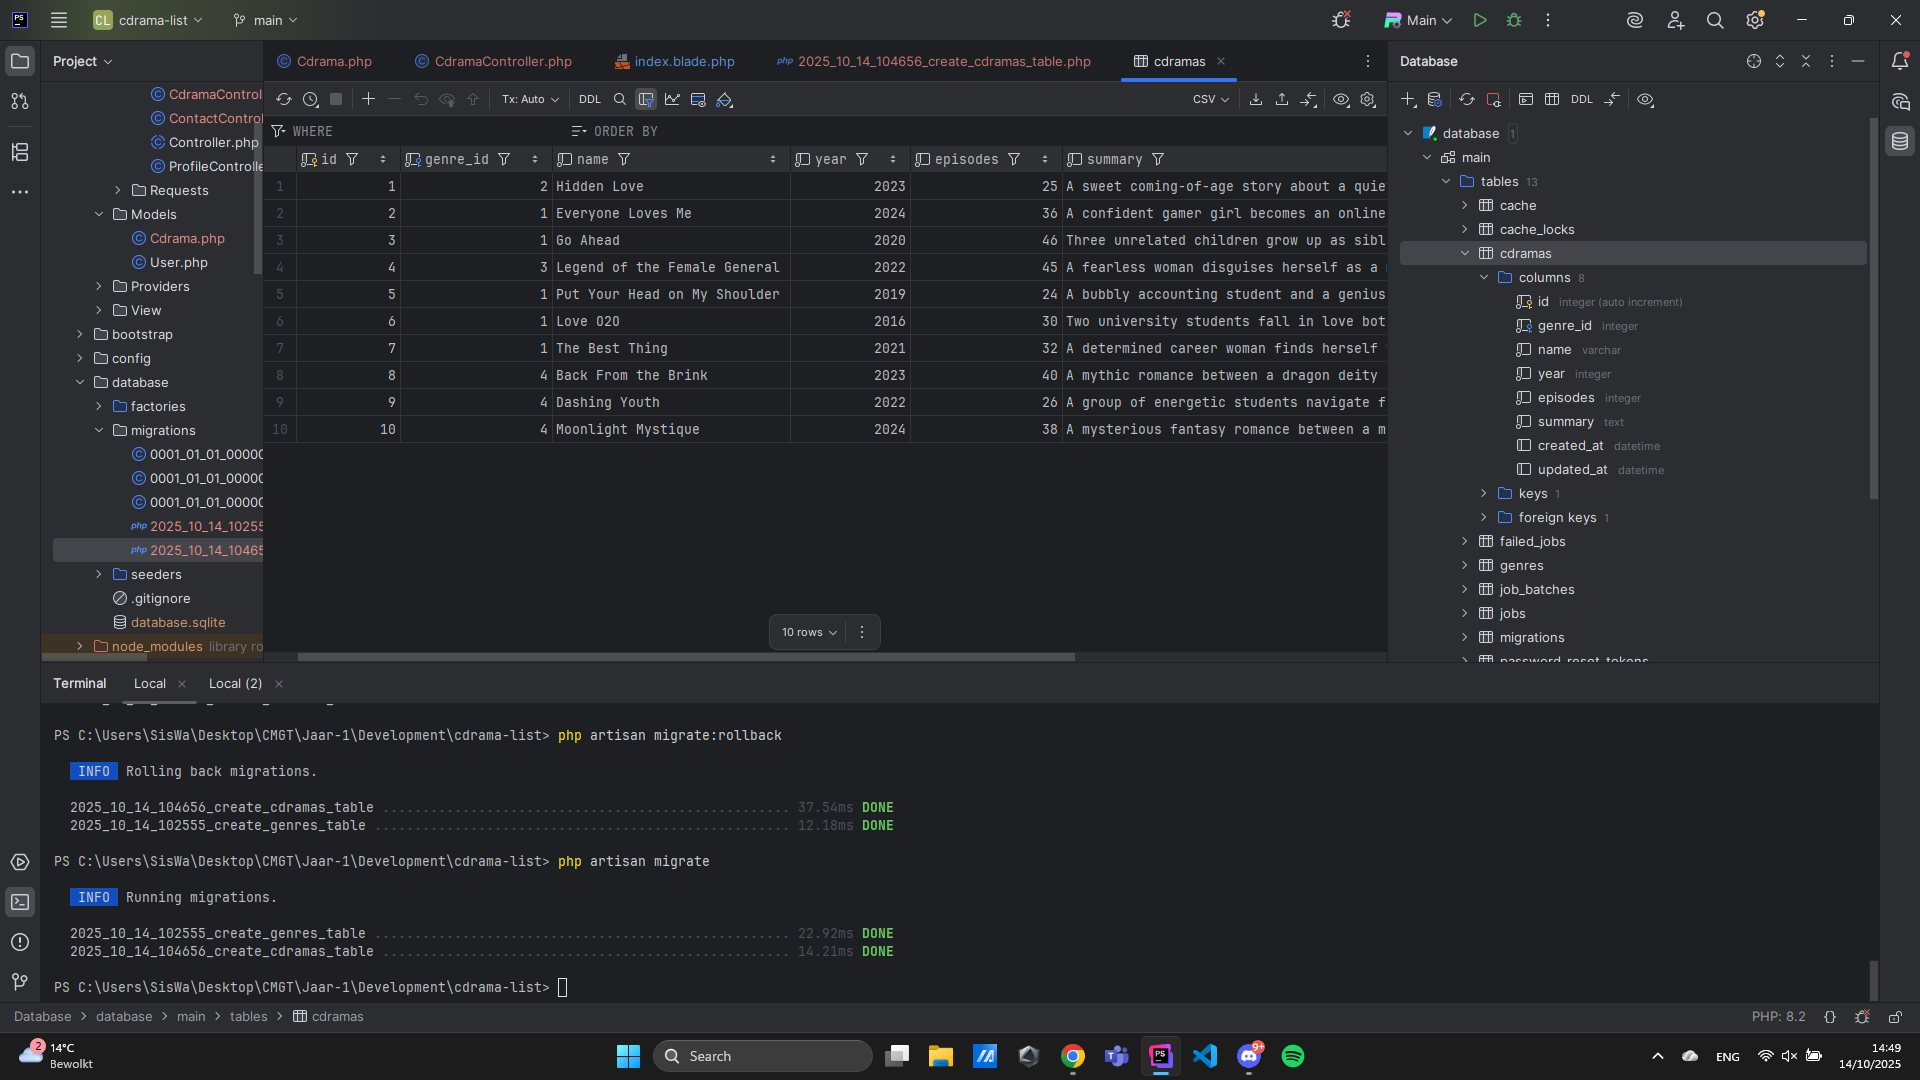 PS
CL cdrama-list
main
Main
Project
CdramaControl
ContactContro
Controller.php
ProfileControlle
Requests
Models
Cdrama.php
User.php
Providers
View
bootstrap
config
database
factories
migrations
0001_01_01_00000
0001_01_01_00000
0001_01_01_00000
php 2025_10_14_10255
php 2025_10_14_10465
seeders
.gitignore
database.sqlite
node_modules library ro
Cdrama.php
CdramaController.php
index.blade.php
php 2025_10_14_104656_create_cdramas_table.php
cdramas
Tx: Auto DDL CSV
WHERE ORDER BY
id genre_id name year episodes summary
1 1 2 Hidden Love 2023 25 A sweet coming-of-age story about a quie
2 2 1 Everyone Loves Me 2024 36 A confident gamer girl becomes an online
3 3 1 Go Ahead 2020 46 Three unrelated children grow up as sibl
4 4 3 Legend of the Female General 2022 45 A fearless woman disguises herself as a
5 5 1 Put Your Head on My Shoulder 2019 24 A bubbly accounting student and a genius
6 6 1 Love O2O 2016 30 Two university students fall in love bot
7 7 1 The Best Thing 2021 32 A determined career woman finds herself
8 8 4 Back From the Brink 2023 40 A mythic romance between a dragon deity
9 9 4 Dashing Youth 2022 26 A group of energetic students navigate f
10 10 4 Moonlight Mystique 2024 38 A mysterious fantasy romance between a m
10 rows
Database
DDL
database 1
main
tables 13
cache
cache_locks
cdramas
columns 8
id integer (auto increment)
genre_id integer
name varchar
year integer
episodes integer
summary text
created_at datetime
updated_at datetime
keys 1
foreign keys 1
failed_jobs
genres
job_batches
jobs
migrations
password_reset_tokens
Terminal Local Local (2)
PS C:\Users\SisWa\Desktop\CMGT\Jaar-1\Development\cdrama-list> php artisan migrate:rollback
INFO Rolling back migrations.
2025_10_14_104656_create_cdramas_table ................................................... 37.54ms DONE
2025_10_14_102555_create_genres_table .................................................... 12.18ms DONE
PS C:\Users\SisWa\Desktop\CMGT\Jaar-1\Development\cdrama-list> php artisan migrate
INFO Running migrations.
2025_10_14_102555_create_genres_table .................................................... 22.92ms DONE
2025_10_14_104656_create_cdramas_table ................................................... 14.21ms DONE
PS C:\Users\SisWa\Desktop\CMGT\Jaar-1\Development\cdrama-list>
Database > database > main > tables > cdramas
PHP: 8.2
2
14°C
Bewolkt
Search
PS
9+
ENG
14:49
14/10/2025